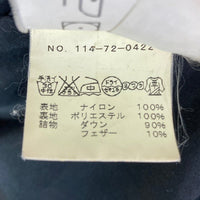 NO. 114-72-0422
表地 ナイロン 100%
裏地 ポリエステル 100%
詰物 ダウン 90%
フェザー 10%